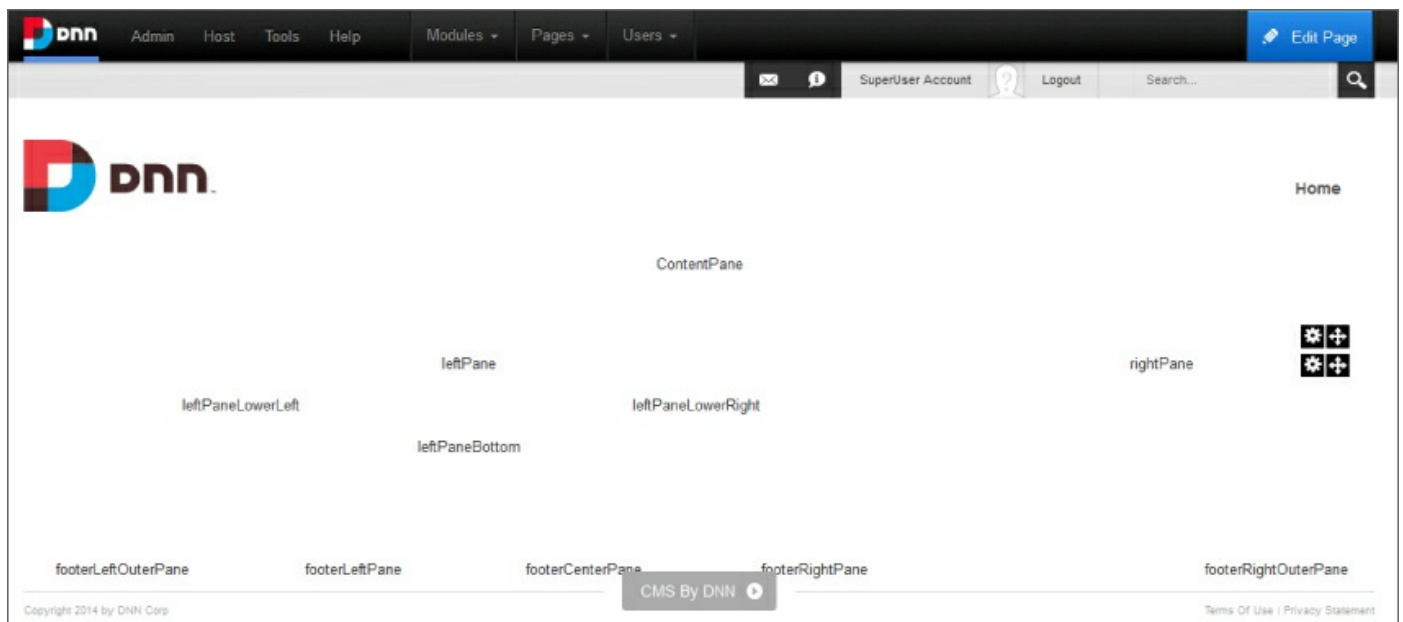 DNN Admin Host Tools Help Modules Pages Users Edit Page
SuperUser Account Logout Search...
DNN
Home
ContentPane
leftPane rightPane
leftPaneLowerLeft leftPaneLowerRight
leftPaneBottom
footerLeftOuterPane footerLeftPane footerCenterPane footerRightPane footerRightOuterPane
CMS By DNN
Copyright 2014 by DNN Corp Terms Of Use | Privacy Statement